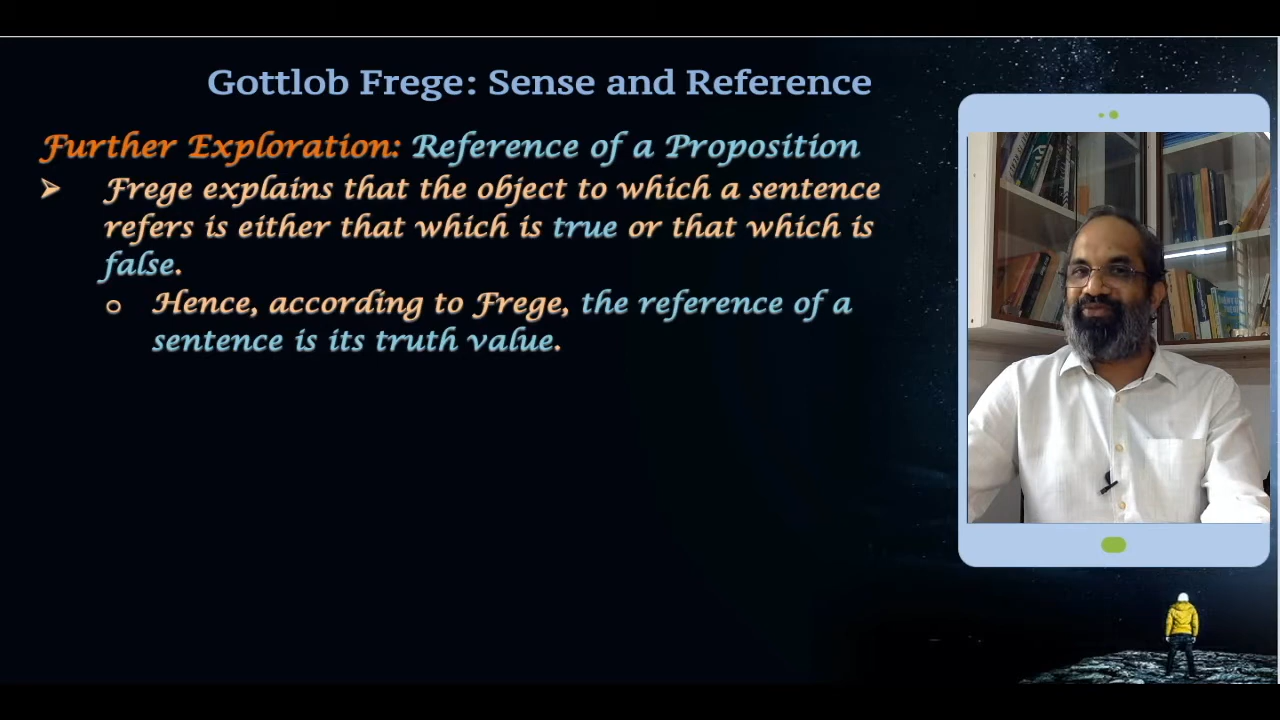 Gottlob Frege: Sense and Reference
Further Exploration: Reference of a Proposition
➢ Frege explains that the object to which a sentence
refers is either that which is true or that which is
false.
o Hence, according to Frege, the reference of a
sentence is its truth value.